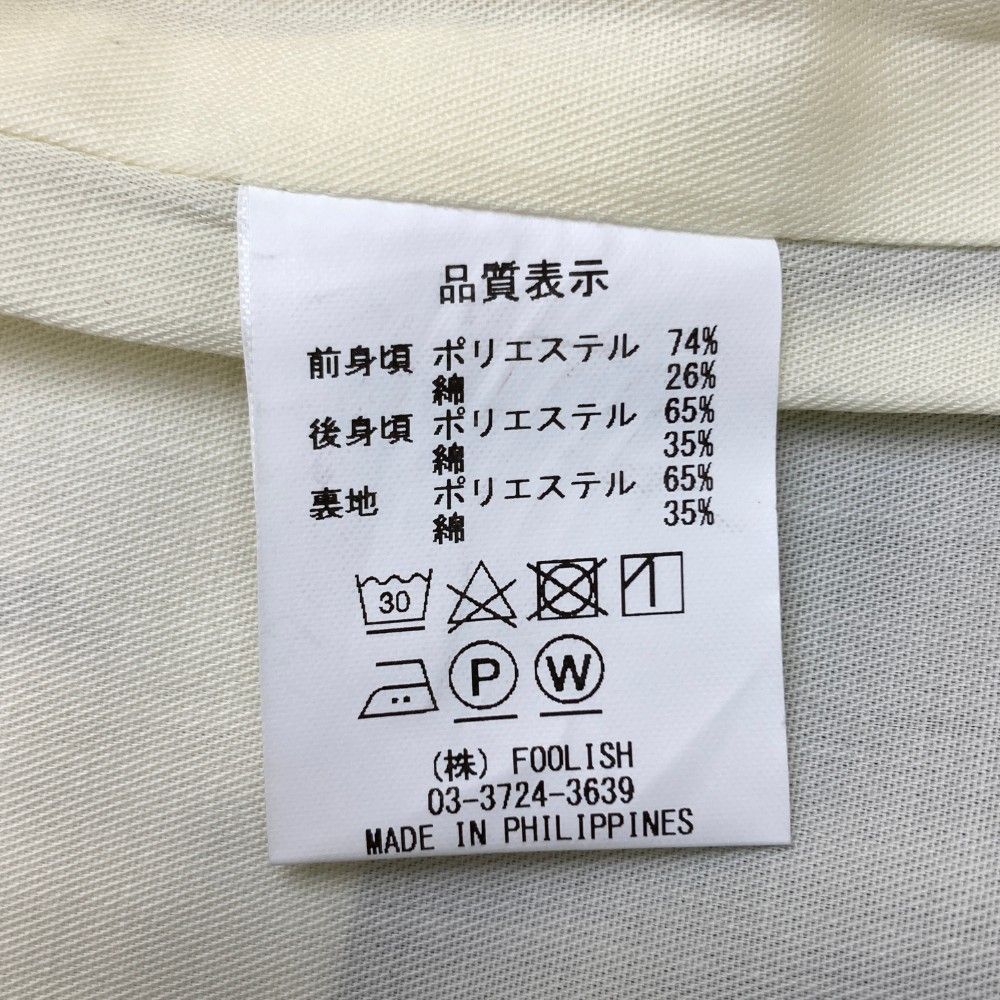 品質表示
前身頃 ポリエステル 74%
綿 26%
後身頃 ポリエステル 65%
綿 35%
裏地 ポリエステル 65%
綿 35%
30
P W
(株) FOOLISH
03-3724-3639
MADE IN PHILIPPINES